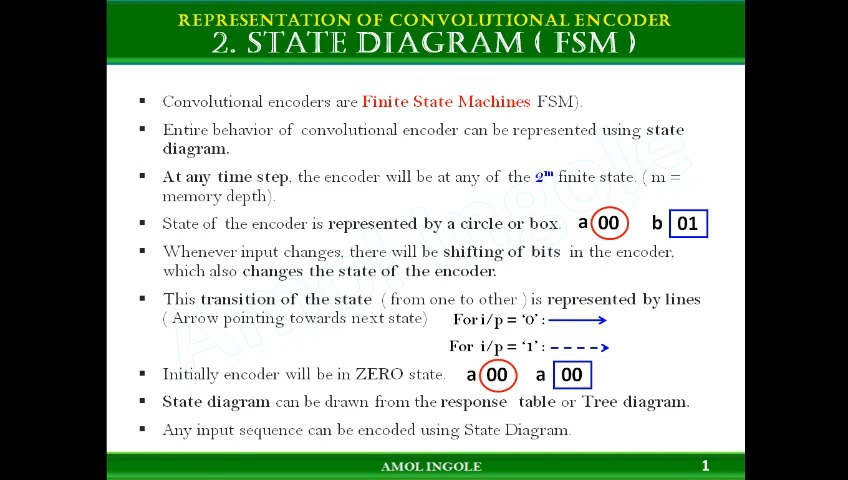 REPRESENTATION OF CONVOLUTIONAL ENCODER
2. STATE DIAGRAM ( FSM )
Convolutional encoders are Finite State Machines FSM).
Entire behavior of convolutional encoder can be represented using state
diagram.
At any time step, the encoder will be at any of the 2^m finite state. ( m =
memory depth).
State of the encoder is represented by a circle or box. a 00 b 01
Whenever input changes, there will be shifting of bits in the encoder,
which also changes the state of the encoder.
This transition of the state ( from one to other ) is represented by lines
( Arrow pointing towards next state) For i/p = '0' :
For i/p = '1' :
Initially encoder will be in ZERO state. a 00 a 00
State diagram can be drawn from the response table or Tree diagram.
Any input sequence can be encoded using State Diagram.
Amol Ingole
AMOL INGOLE 1